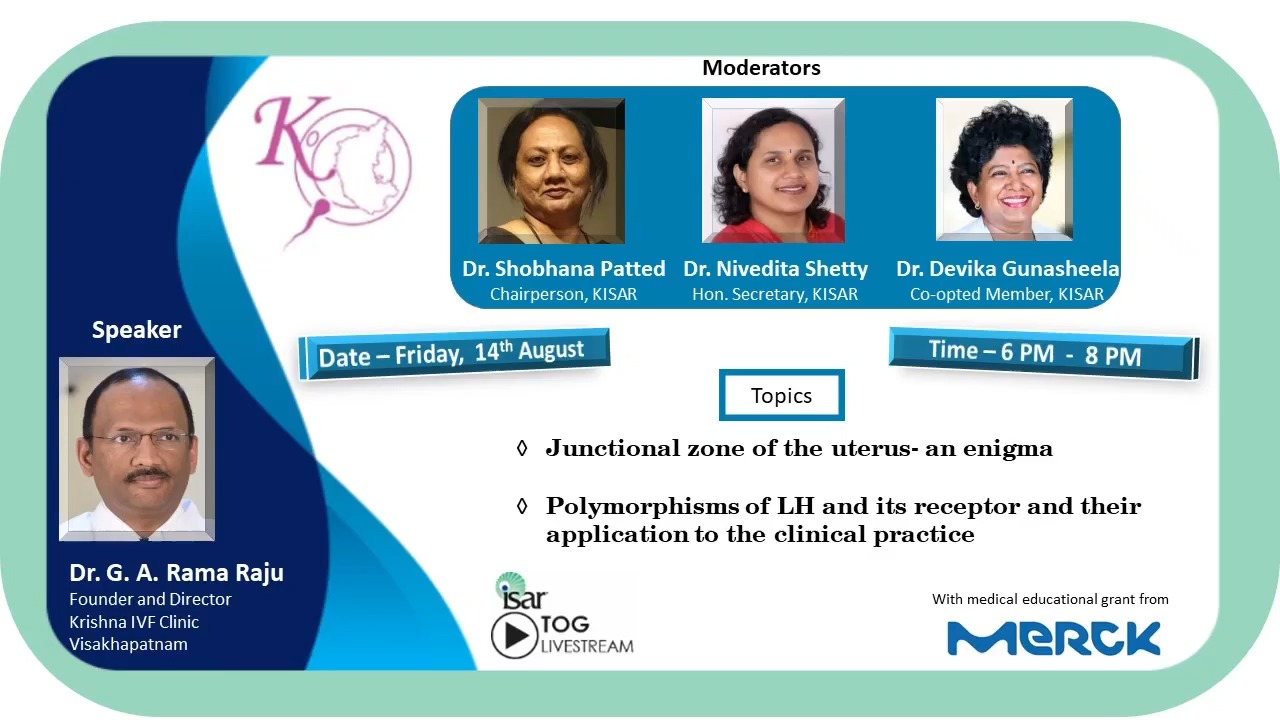 Moderators
Dr. Shobhana Patted
Chairperson, KISAR
Dr. Nivedita Shetty
Hon. Secretary, KISAR
Dr. Devika Gunasheela
Co-opted Member, KISAR
Date – Friday, 14th August
Time – 6 PM - 8 PM
Topics
◊ Junctional zone of the uterus- an enigma
◊ Polymorphisms of LH and its receptor and their
application to the clinical practice
Speaker
Dr. G. A. Rama Raju
Founder and Director
Krishna IVF Clinic
Visakhapatnam
isar
TOG
LIVESTREAM
With medical educational grant from
MERCK